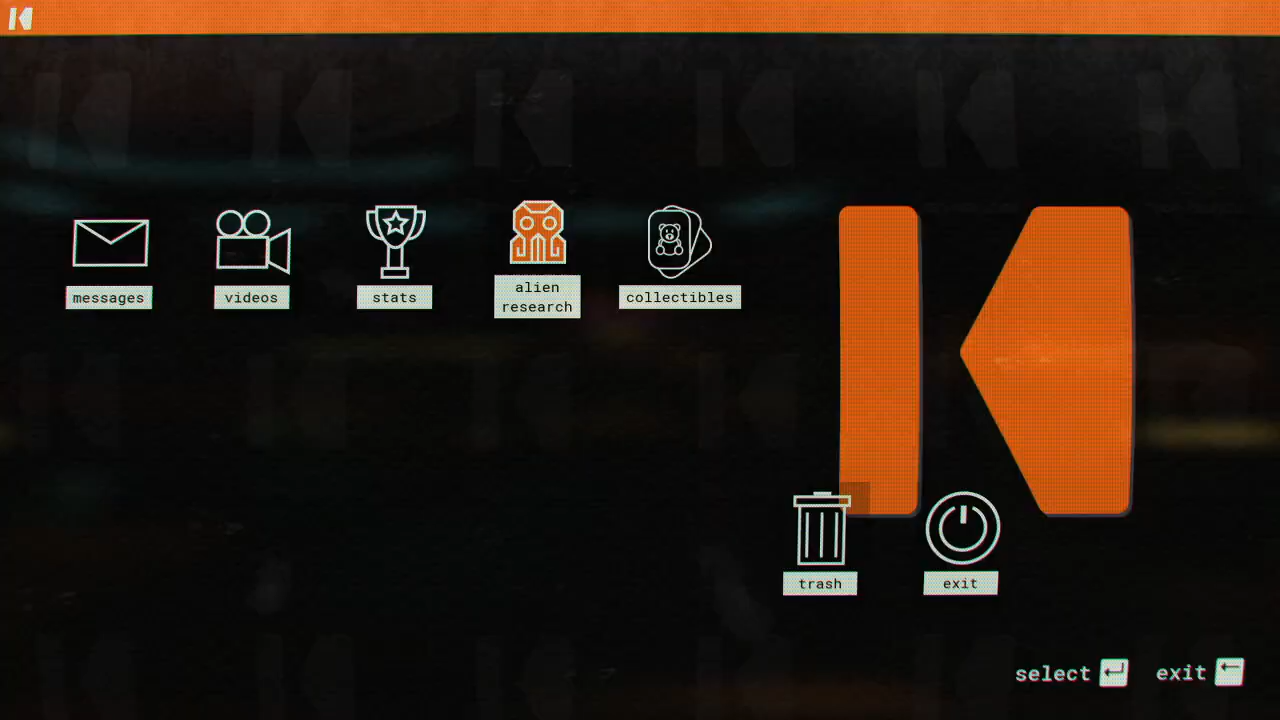 messages
videos
stats
alien
research
collectibles
trash
exit
select
exit